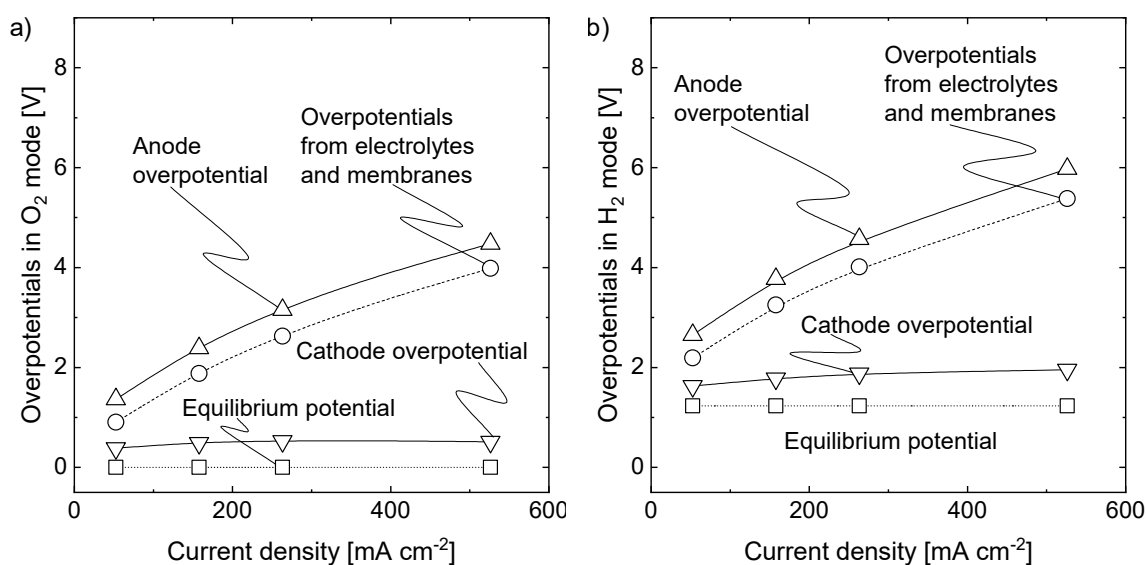 a)
Overpotentials in O2 mode [V]
8
6
4
2
0
Anode
overpotential
Overpotentials
from electrolytes
and membranes
Cathode overpotential
Equilibrium potential
0 200 400 600
Current density [mA cm-2]
b)
Overpotentials in H2 mode [V]
8
6
4
2
0
Anode
overpotential
Overpotentials
from electrolytes
and membranes
Cathode overpotential
Equilibrium potential
0 200 400 600
Current density [mA cm-2]